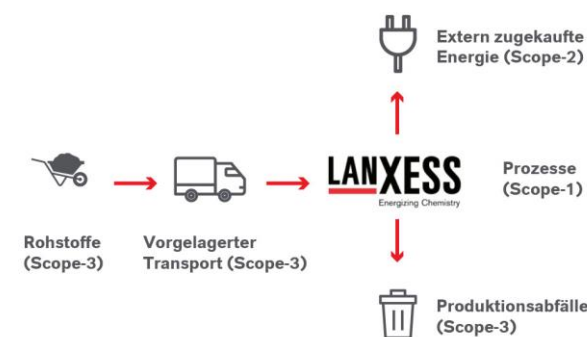 Extern zugekaufte
Energie (Scope-2)
LANXESS
Energizing Chemistry
Prozesse
(Scope-1)
Rohstoffe
(Scope-3)
Vorgelagerter
Transport (Scope-3)
Produktionsabfälle
(Scope-3)